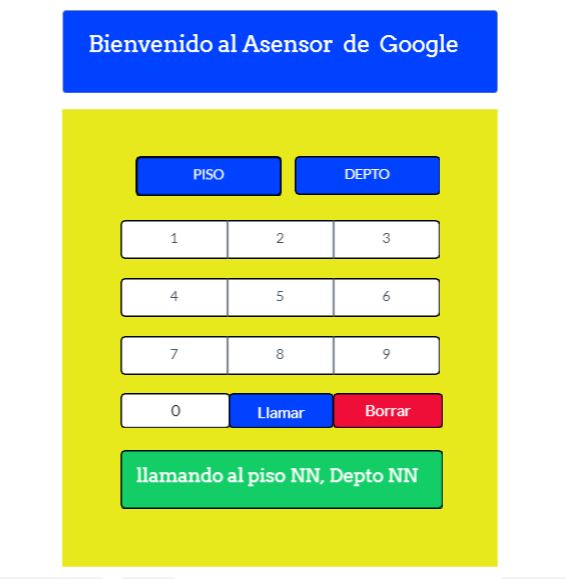 Bienvenido al Asensor de Google
PISO DEPTO
1 2 3
4 5 6
7 8 9
0 Llamar Borrar
llamando al piso NN, Depto NN